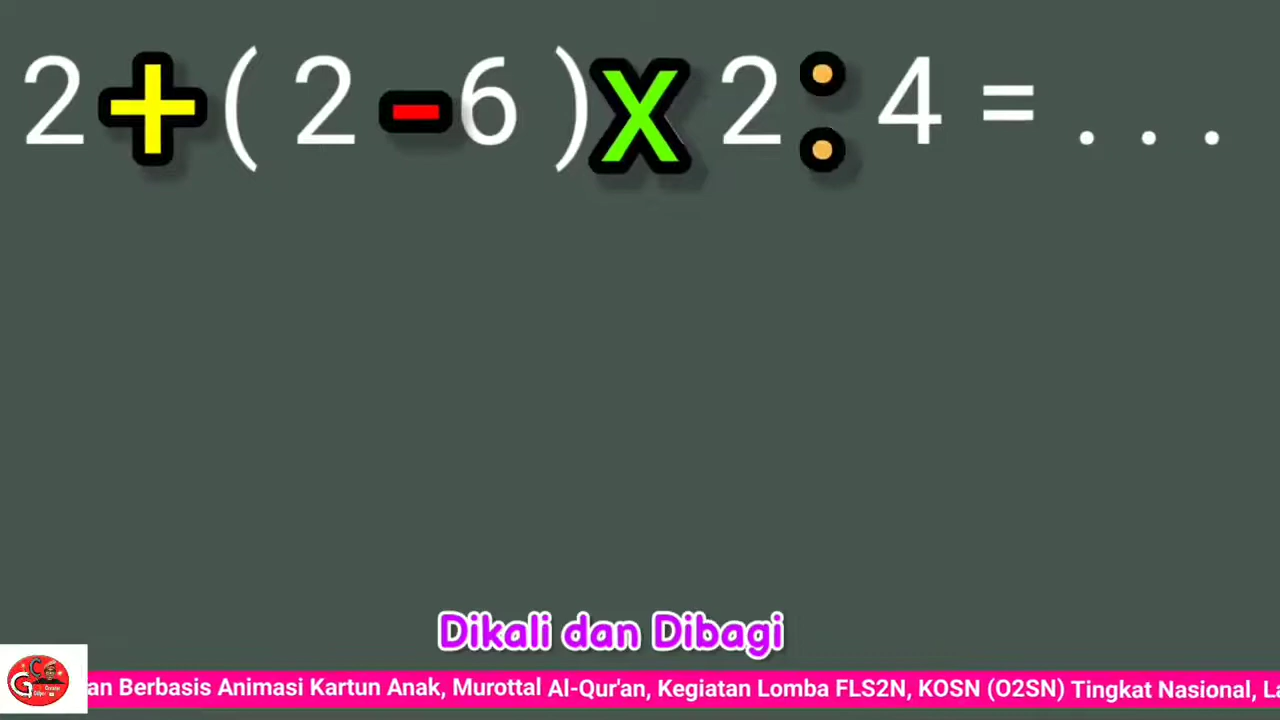 2 + ( 2 - 6 ) x 2 : 4 = . . .
Dikali dan Dibagi
an Berbasis Animasi Kartun Anak, Murottal Al-Qur'an, Kegiatan Lomba FLS2N, KOSN (O2SN) Tingkat Nasional, La